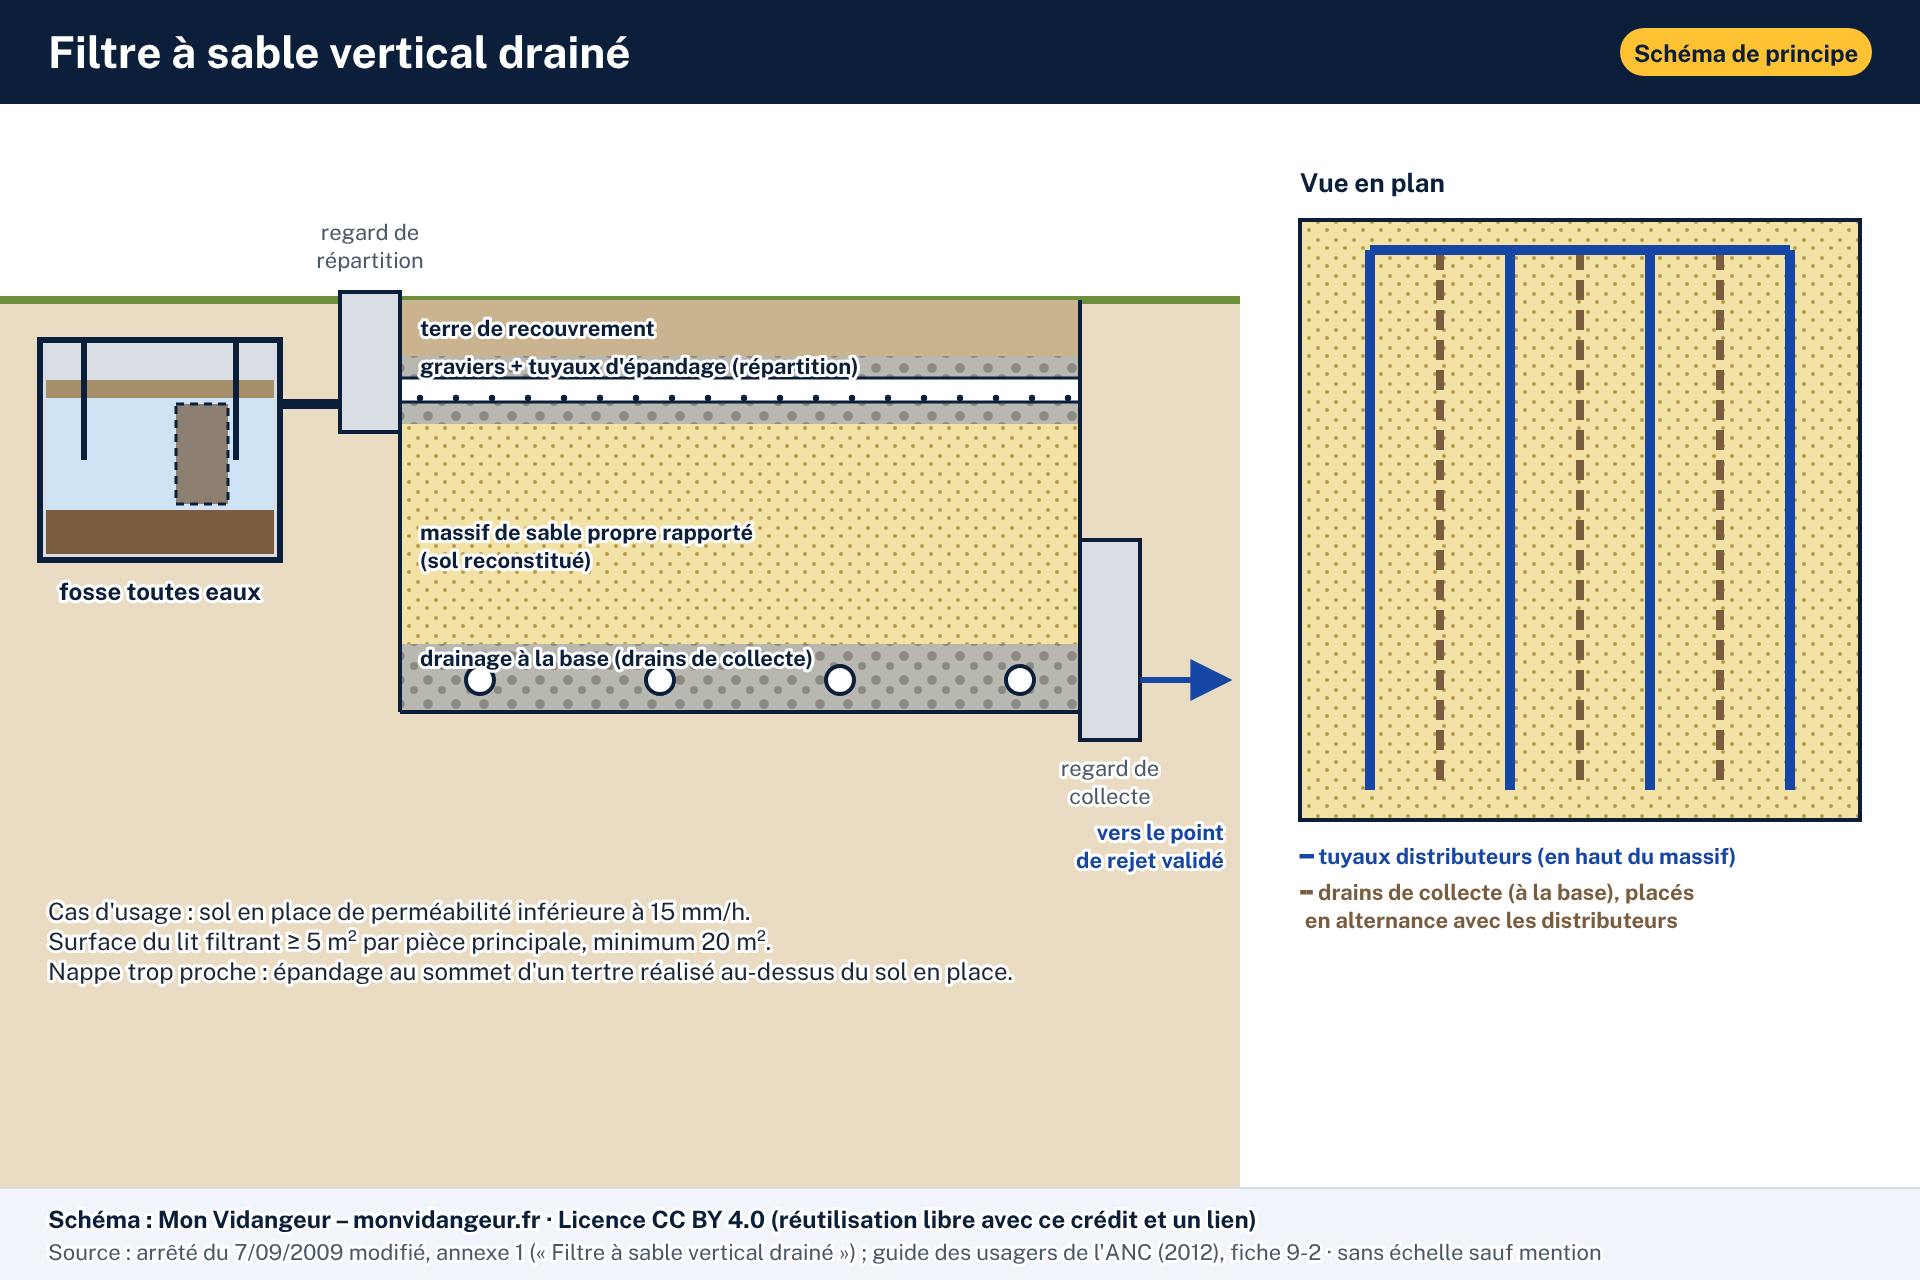 Filtre à sable vertical drainé
Schéma de principe
Vue en plan
regard de
répartition
terre de recouvrement
graviers + tuyaux d'épandage (répartition)
massif de sable propre rapporté
(sol reconstitué)
fosse toutes eaux
drainage à la base (drains de collecte)
regard de
collecte
vers le point
de rejet validé
tuyaux distributeurs (en haut du massif)
drains de collecte (à la base), placés
en alternance avec les distributeurs
Cas d'usage : sol en place de perméabilité inférieure à 15 mm/h.
Surface du lit filtrant ≥ 5 m² par pièce principale, minimum 20 m².
Nappe trop proche : épandage au sommet d'un tertre réalisé au-dessus du sol en place.
Schéma : Mon Vidangeur – monvidangeur.fr · Licence CC BY 4.0 (réutilisation libre avec ce crédit et un lien)
Source : arrêté du 7/09/2009 modifié, annexe 1 (« Filtre à sable vertical drainé ») ; guide des usagers de l'ANC (2012), fiche 9-2 · sans échelle sauf mention